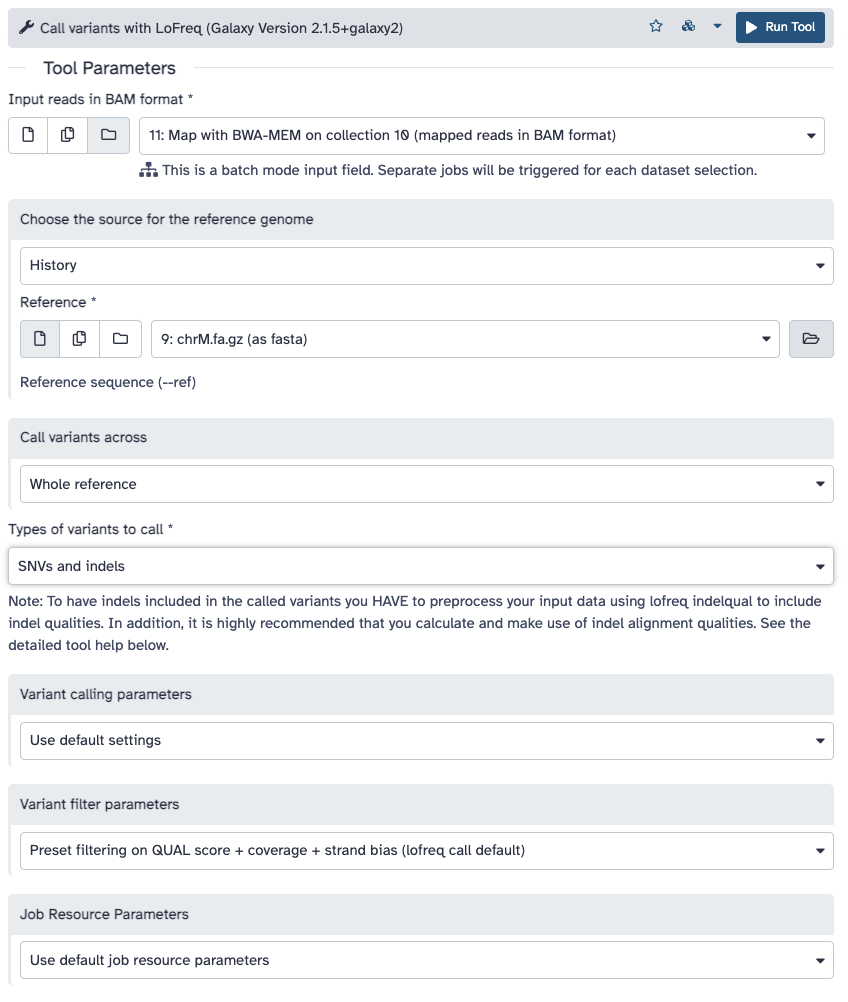 Call variants with LoFreq (Galaxy Version 2.1.5+galaxy2)
Run Tool
Tool Parameters
Input reads in BAM format *
11: Map with BWA-MEM on collection 10 (mapped reads in BAM format)
This is a batch mode input field. Separate jobs will be triggered for each dataset selection.
Choose the source for the reference genome
History
Reference *
9: chrM.fa.gz (as fasta)
Reference sequence (--ref)
Call variants across
Whole reference
Types of variants to call *
SNVs and indels
Note: To have indels included in the called variants you HAVE to preprocess your input data using lofreq indelqual to include
indel qualities. In addition, it is highly recommended that you calculate and make use of indel alignment qualities. See the
detailed tool help below.
Variant calling parameters
Use default settings
Variant filter parameters
Preset filtering on QUAL score + coverage + strand bias (lofreq call default)
Job Resource Parameters
Use default job resource parameters